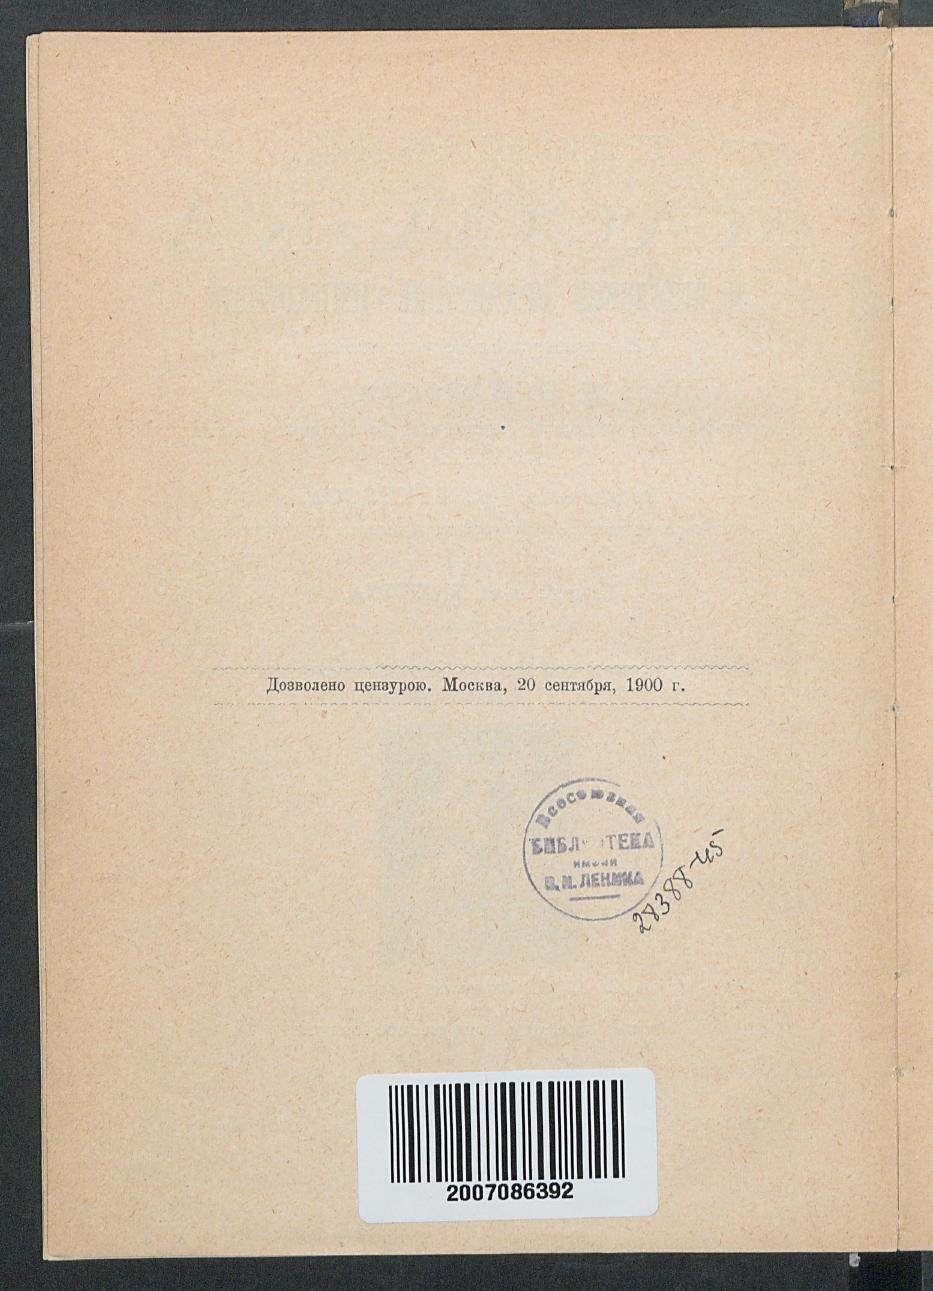 Дозволено цензурою. Москва, 20 сентября, 1900 г.
Всесоюзная
БИБЛИОТЕКА
имени
В. И. ЛЕНИНА
28388-45
2007086392